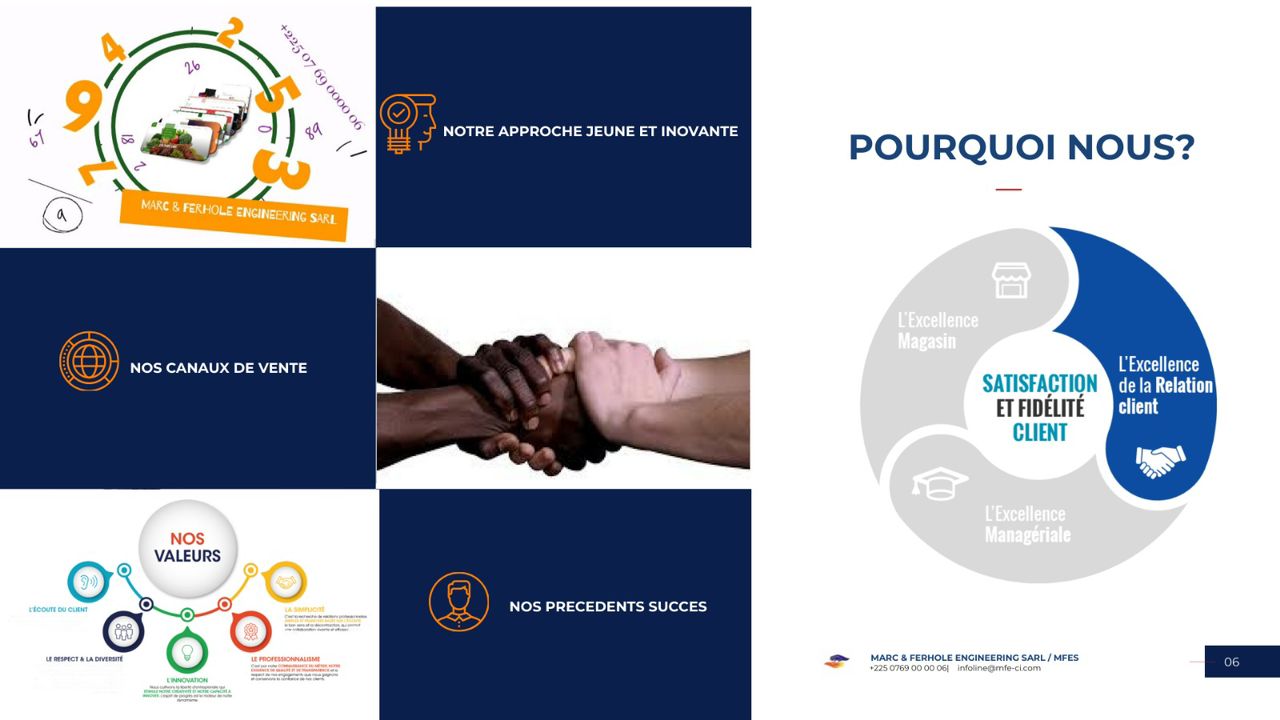 4
2
5
9
3
7
26
0
89
18
2
67
a
+225 07 69 0000 06
MARC & FERHOLE ENGINEERING SARL
NOTRE APPROCHE JEUNE ET INOVANTE
NOS CANAUX DE VENTE
NOS VALEURS
L'ÉCOUTE DU CLIENT
LE RESPECT & LA DIVERSITÉ
L'INNOVATION
LE PROFESSIONNALISME
LA SIMPLICITÉ
NOS PRECEDENTS SUCCES
POURQUOI NOUS?
L'Excellence
Magasin
L'Excellence
de la Relation
client
SATISFACTION
ET FIDÉLITÉ
CLIENT
L'Excellence
Managériale
MARC & FERHOLE ENGINEERING SARL / MFES
+225 0769 00 00 06| infoline@mfe-ci.com
06